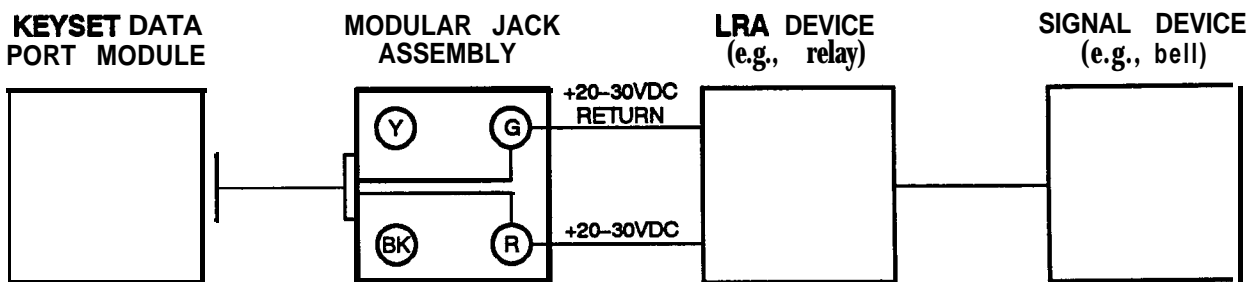 KEYSET DATA
PORT MODULE
MODULAR JACK
ASSEMBLY
LRA DEVICE
(e.g., relay)
SIGNAL DEVICE
(e.g., bell)
Y
G
+20–30VDC
RETURN
BK
R
+20–30VDC